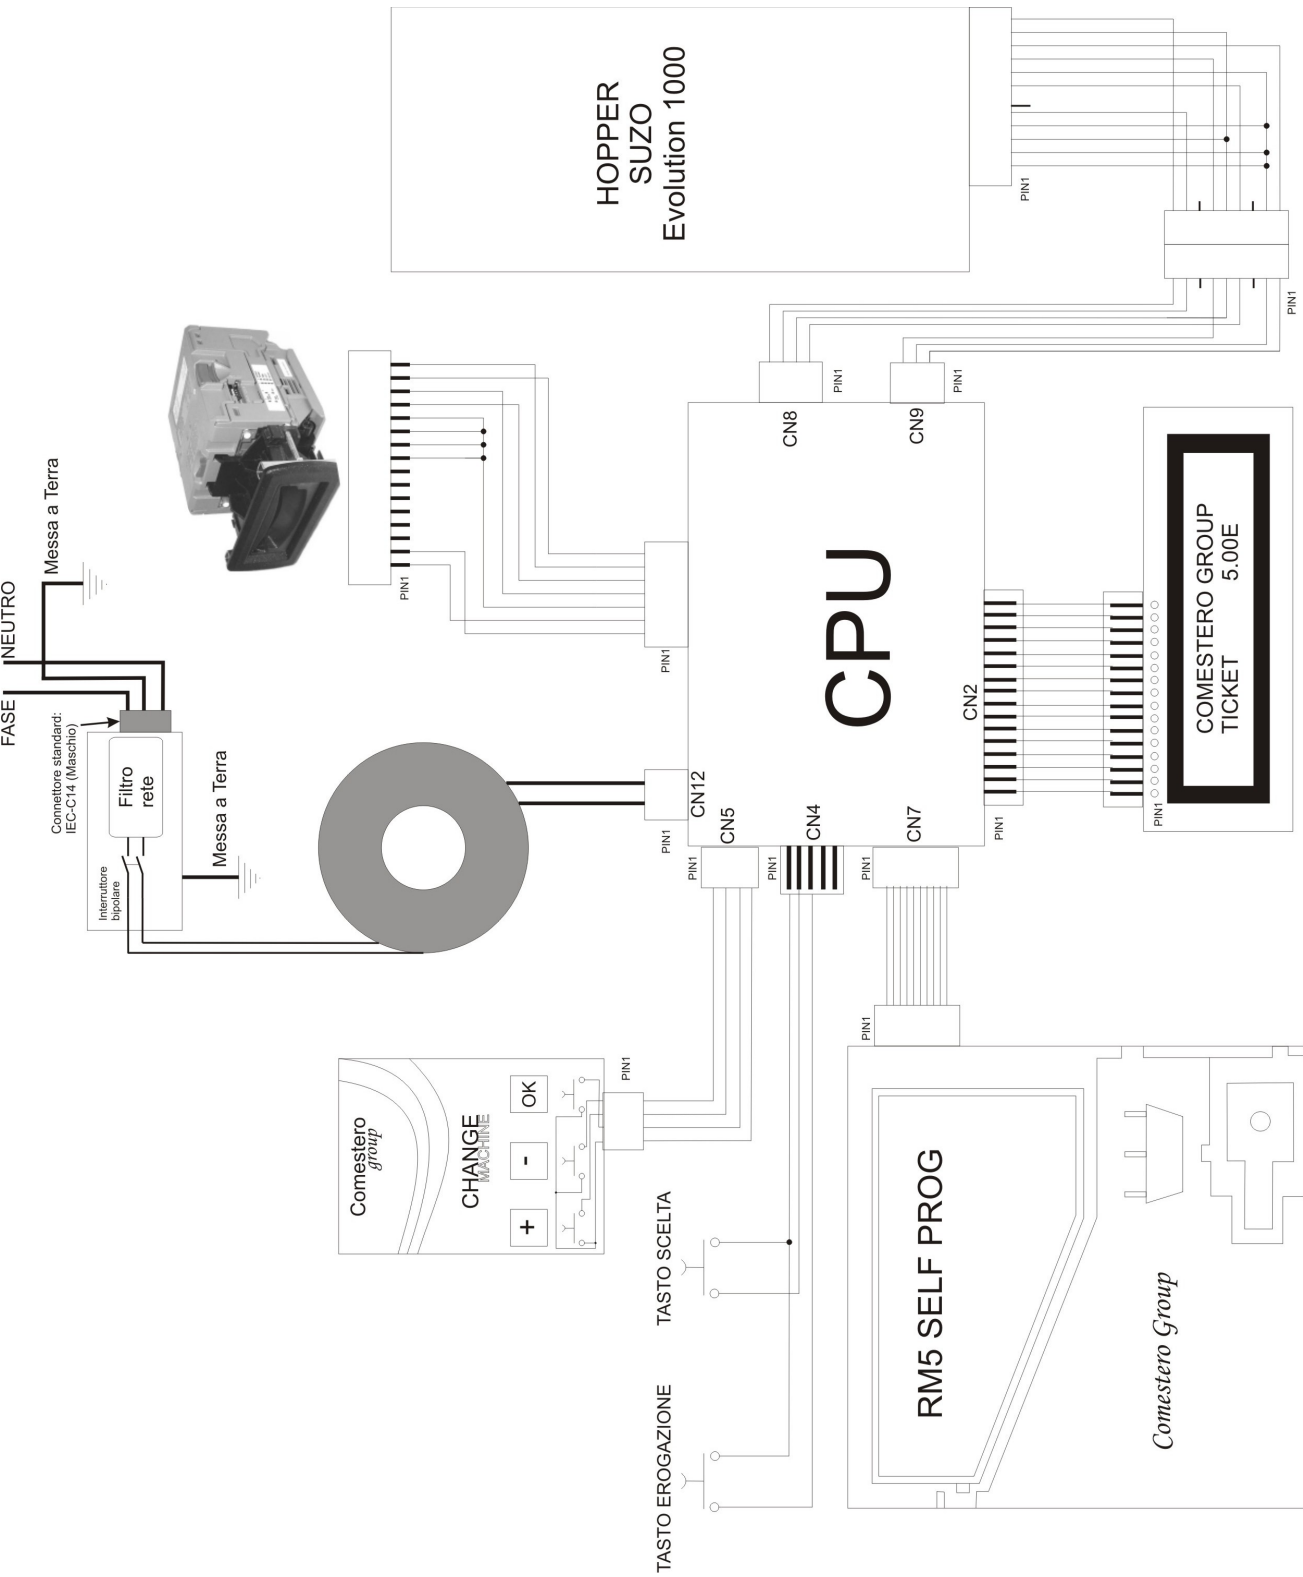 FASE
NEUTRO
Messa a Terra
Connettore standard:
IEC-C14 (Maschio)
Filtro
rete
Interruttore
bipolare
Messa a Terra
HOPPER
SUZO
Evolution 1000
PIN1
PIN1
PIN1
PIN1
CN8
PIN1
CN9
PIN1
PIN1
CN12
PIN1
CN5
PIN1
CN4
PIN1
CN7
CN2
PIN1
CPU
PIN1
COMESTERO GROUP
TICKET 5.00E
Comestero
group
CHANGE
MACHINE
+
-
OK
PIN1
TASTO SCELTA
TASTO EROGAZIONE
PIN1
RM5 SELF PROG
Comestero Group